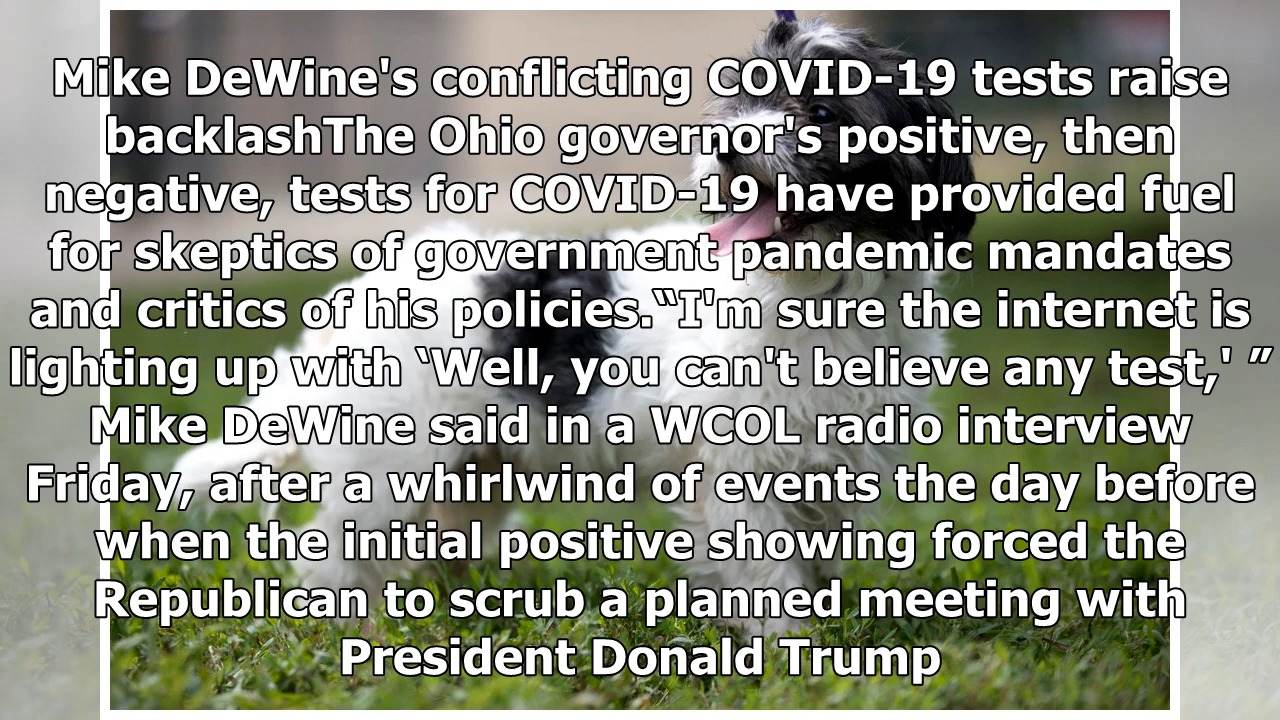 Mike DeWine's conflicting COVID-19 tests raise
backlashThe Ohio governor's positive, then
negative, tests for COVID-19 have provided fuel
for skeptics of government pandemic mandates
and critics of his policies.“I'm sure the internet is
lighting up with ‘Well, you can't believe any test,' ”
Mike DeWine said in a WCOL radio interview
Friday, after a whirlwind of events the day before
when the initial positive showing forced the
Republican to scrub a planned meeting with
President Donald Trump